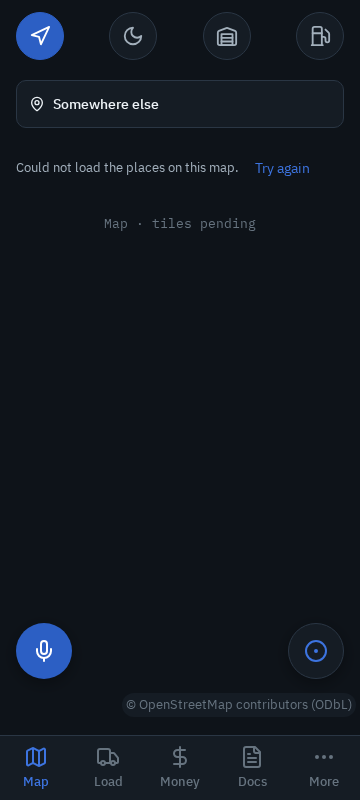 Somewhere else
Could not load the places on this map. Try again
Map · tiles pending
© OpenStreetMap contributors (ODbL)
Map Load Money Docs More